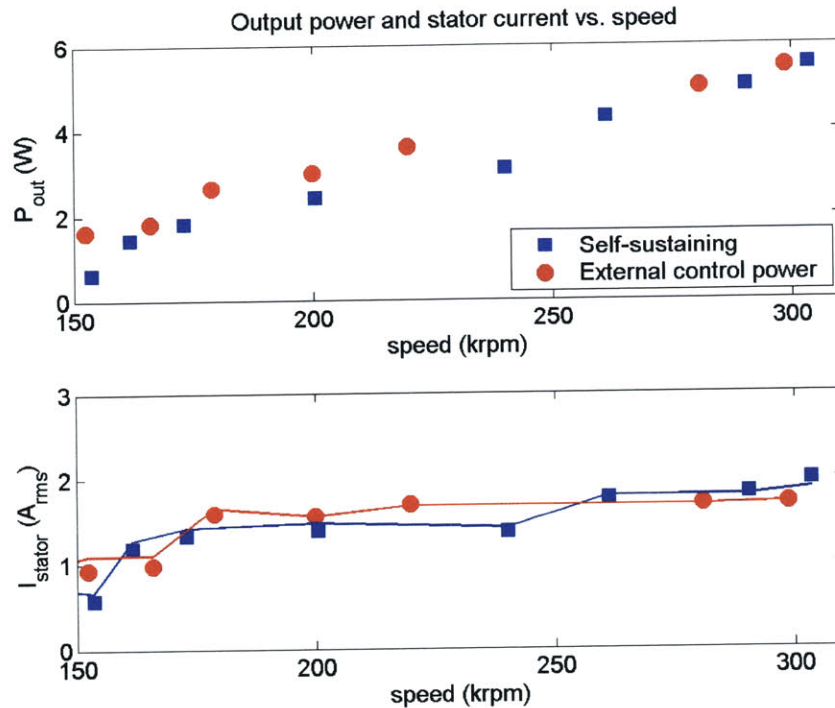 Output power and stator current vs. speed
6
4
2
0
P_out (W)
150
200
250
300
speed (krpm)
Self-sustaining
External control power
3
2
1
0
I_stator (A_rms)
150
200
250
300
speed (krpm)